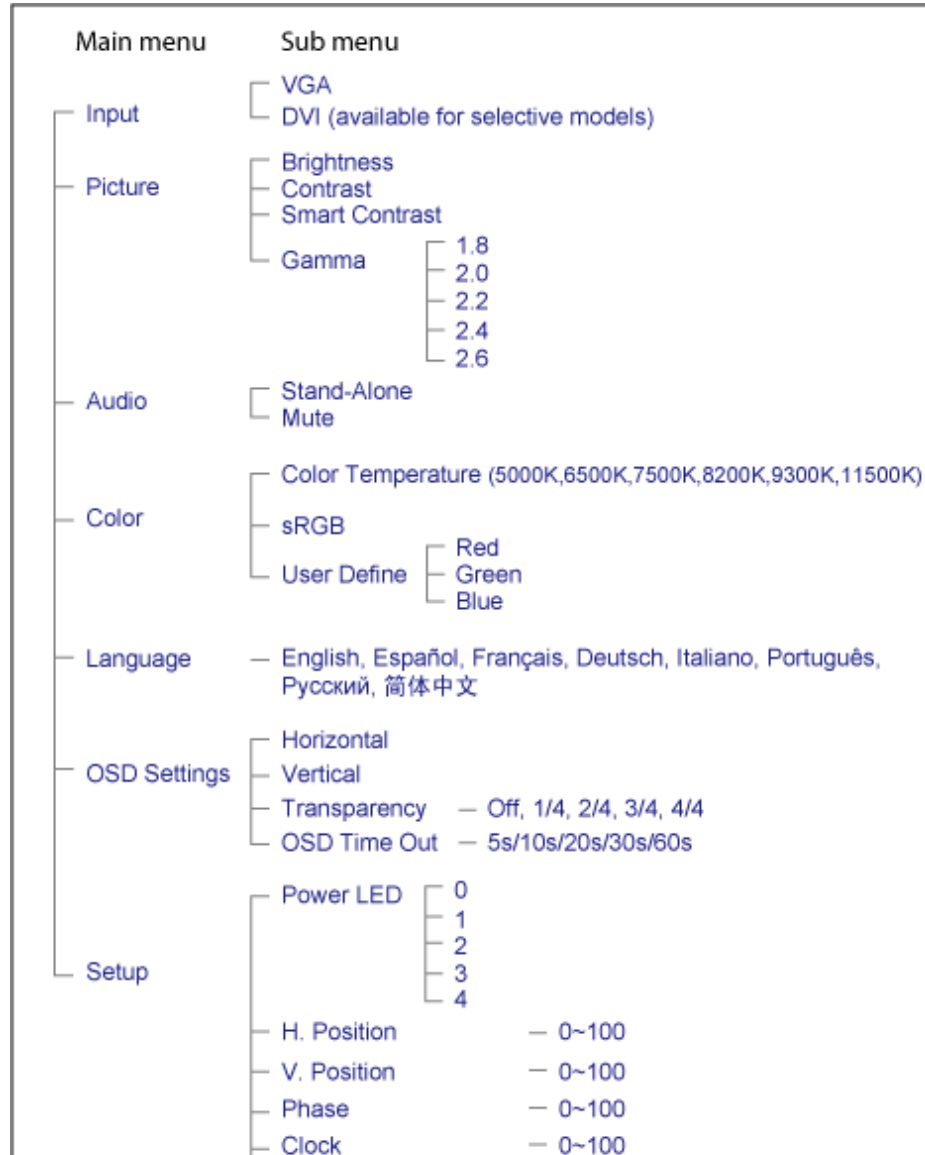 Main menu Sub menu
VGA
Input
DVI (available for selective models)
Brightness
Picture
Contrast
Smart Contrast
Gamma
1.8
2.0
2.2
2.4
2.6
Audio
Stand-Alone
Mute
Color Temperature (5000K,6500K,7500K,8200K,9300K,11500K)
Color
sRGB
User Define
Red
Green
Blue
Language
English, Español, Français, Deutsch, Italiano, Português,
Русский, 简体中文
Horizontal
OSD Settings
Vertical
Transparency — Off, 1/4, 2/4, 3/4, 4/4
OSD Time Out — 5s/10s/20s/30s/60s
Power LED
0
1
2
3
4
Setup
H. Position — 0~100
V. Position — 0~100
Phase — 0~100
Clock — 0~100